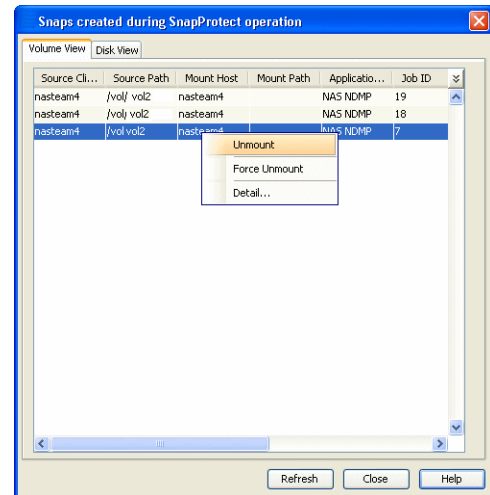 Snaps created during SnapProtect operation
Volume View Disk View
Source Cli... Source Path Mount Host Mount Path Applicatio... Job ID
nasteam4 /vol/ vol2 nasteam4 NAS NDMP 19
nasteam4 /vol/ vol2 nasteam4 NAS NDMP 18
nasteam4 /vol vol2 nasteam4 NAS NDMP 7
Unmount
Force Unmount
Detail...
Refresh Close Help